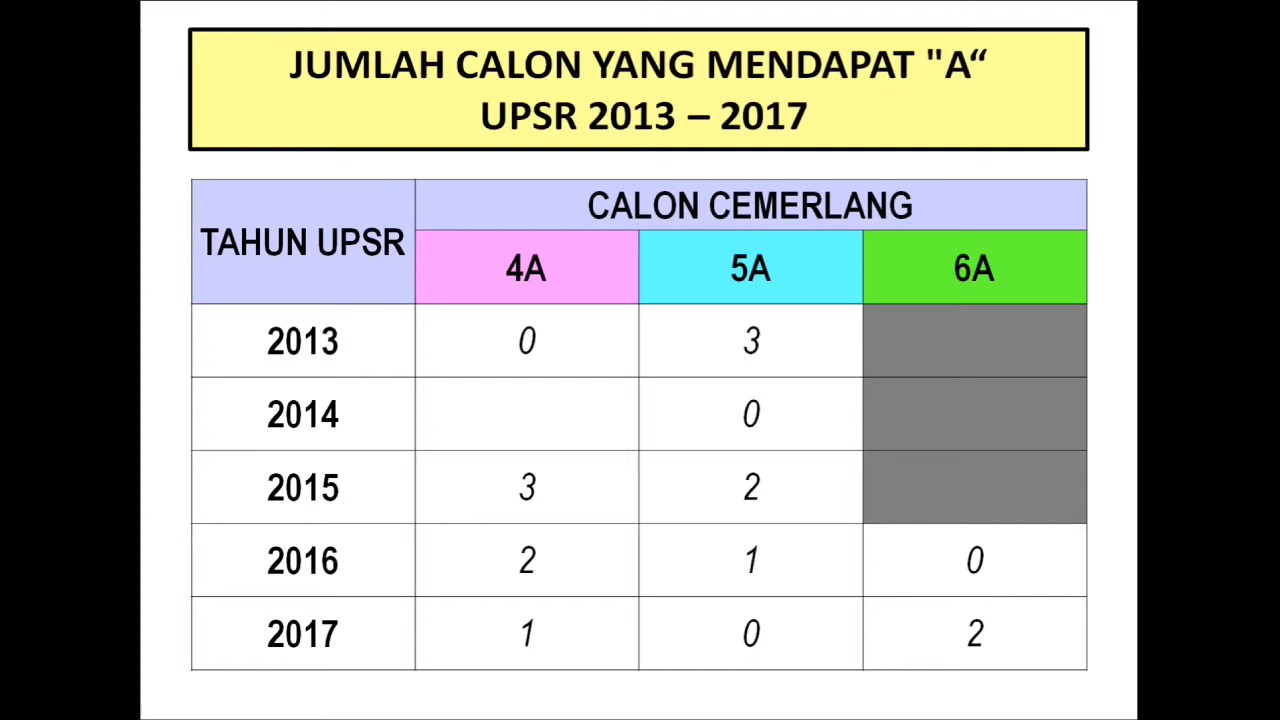 JUMLAH CALON YANG MENDAPAT "A“
UPSR 2013 – 2017
TAHUN UPSR
CALON CEMERLANG
4A 5A 6A
2013 0 3
2014 0
2015 3 2
2016 2 1 0
2017 1 0 2